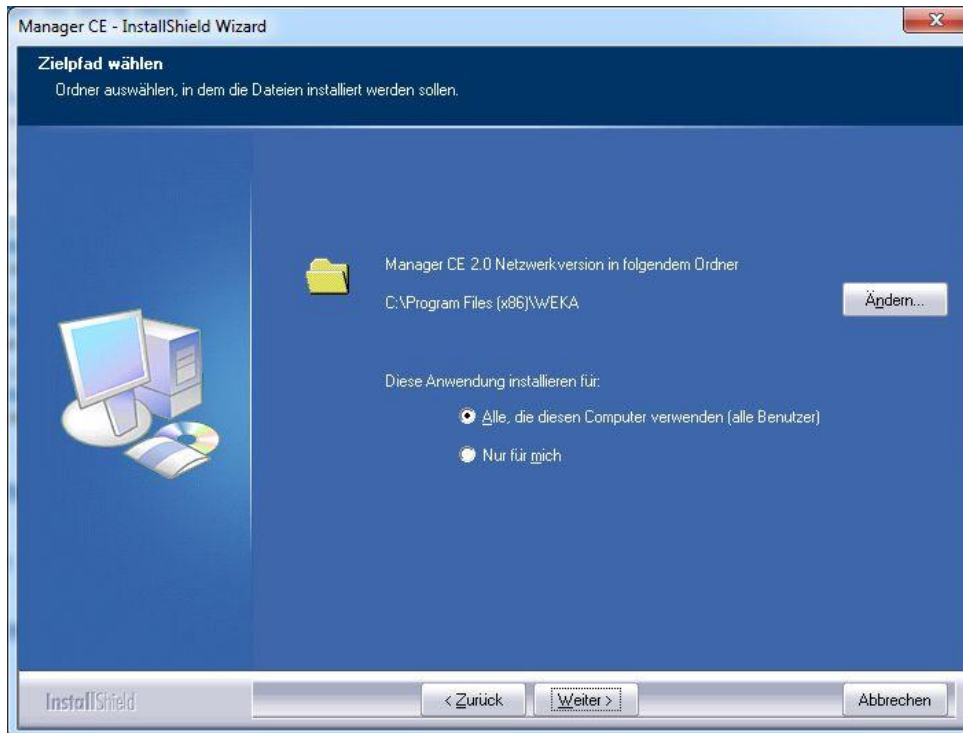 Manager CE - InstallShield Wizard
Zielpfad wählen
Ordner auswählen, in dem die Dateien installiert werden sollen.
Manager CE 2.0 Netzwerkversion in folgendem Ordner
C:\Program Files (x86)\WEKA
Ändern...
Diese Anwendung installieren für:
Alle, die diesen Computer verwenden (alle Benutzer)
Nur für mich
InstallShield
< Zurück
Weiter >
Abbrechen